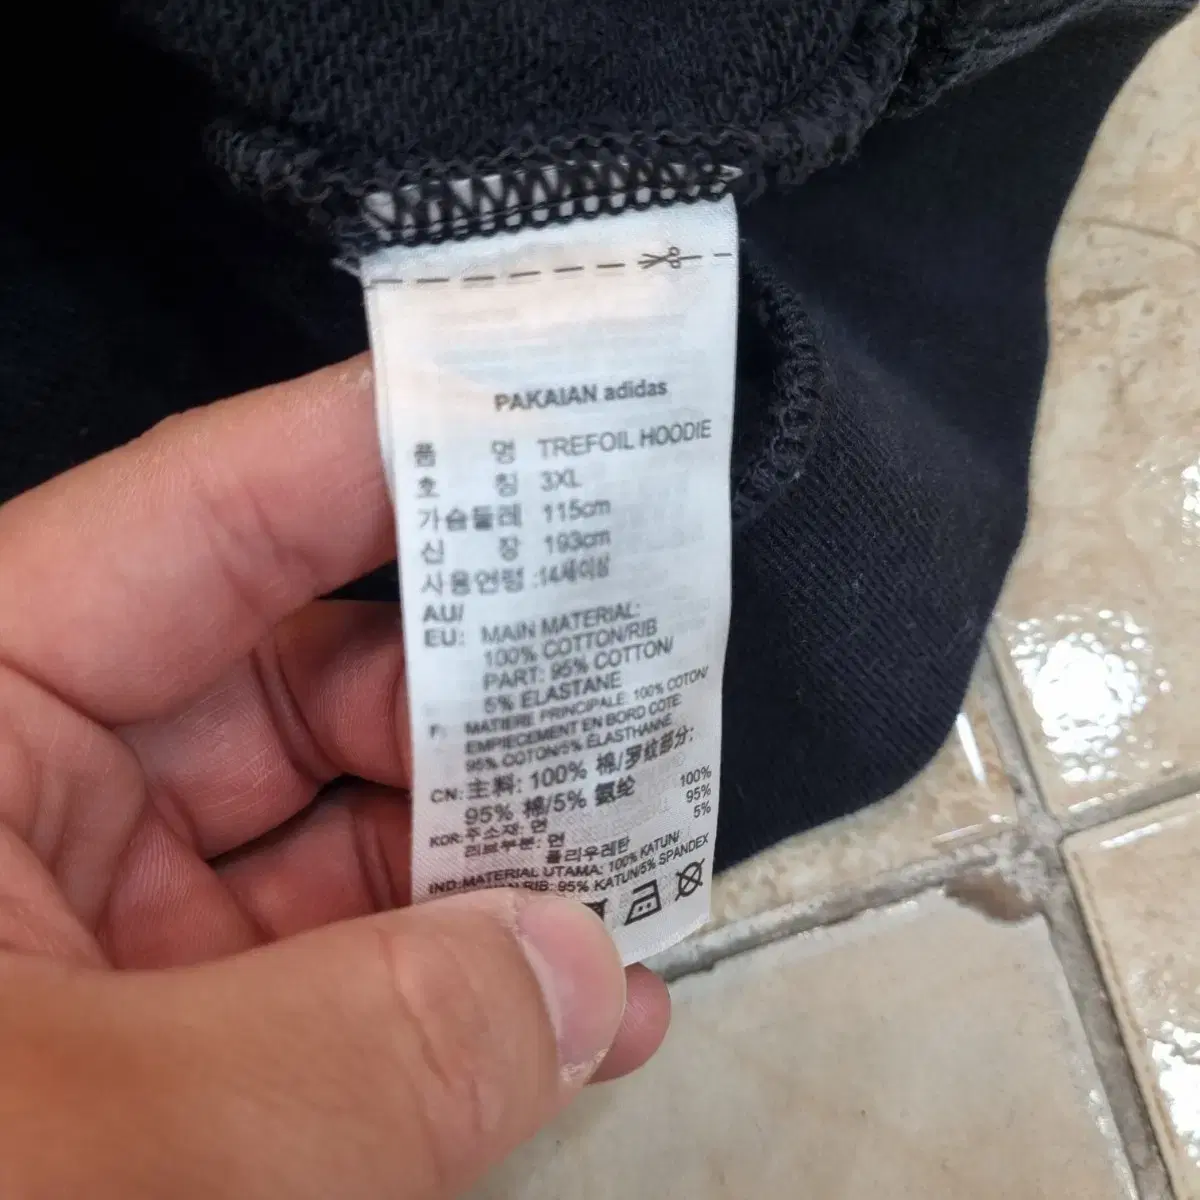 PAKAIAN adidas
품 명 TREFOIL HOODIE
호 칭 3XL
가슴둘레 115cm
신 장 193cm
사용연령 :14세이상
AU/
EU: MAIN MATERIAL:
100% COTTON/RIB
PART: 95% COTTON/
5% ELASTANE
F: MATIERE PRINCIPALE: 100% COTON/
EMPIECEMENT EN BORD COTE:
95% COTON/5% ELASTHANNE
CN: 主料: 100% 棉/罗纹部分:
95% 棉/5% 氨纶
KOR: 주소재: 면 100%
리브부분: 면 95%
폴리우레탄 5%
IND: MATERIAL UTAMA: 100% KATUN/
RIB: 95% KATUN/5% SPANDEX